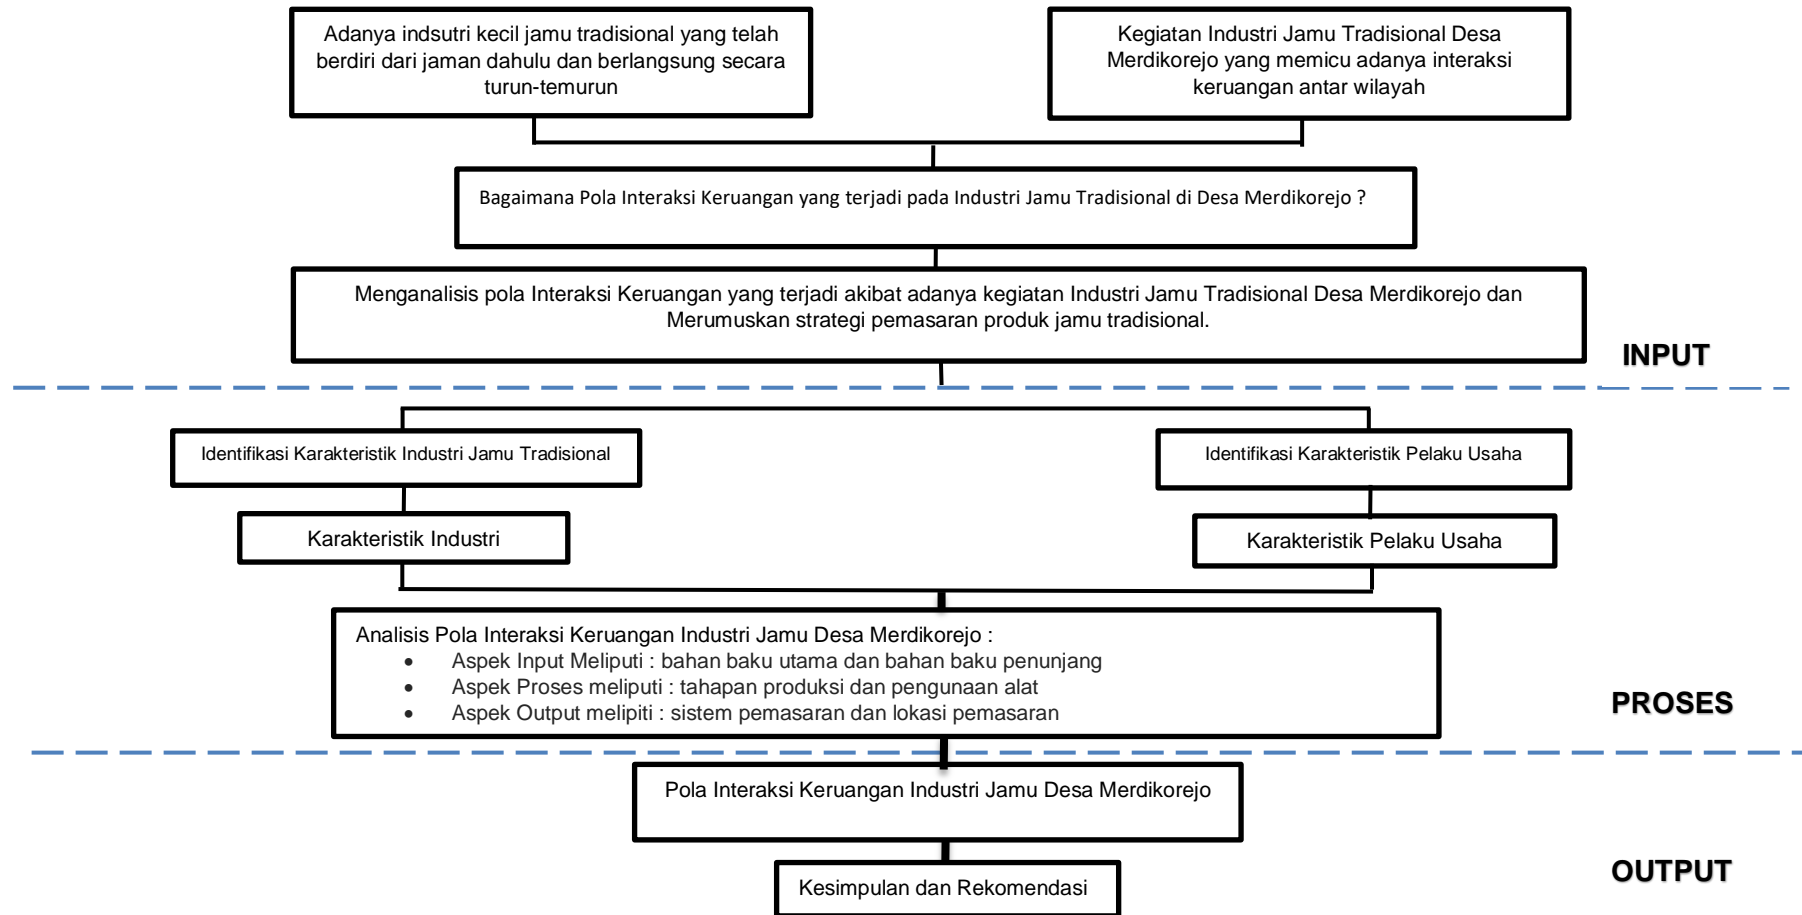 Adanya indsutri kecil jamu tradisional yang telah
berdiri dari jaman dahulu dan berlangsung secara
turun-temurun
Kegiatan Industri Jamu Tradisional Desa
Merdikorejo yang memicu adanya interaksi
keruangan antar wilayah
Bagaimana Pola Interaksi Keruangan yang terjadi pada Industri Jamu Tradisional di Desa Merdikorejo ?
Menganalisis pola Interaksi Keruangan yang terjadi akibat adanya kegiatan Industri Jamu Tradisional Desa Merdikorejo dan
Merumuskan strategi pemasaran produk jamu tradisional.
INPUT
Identifikasi Karakteristik Industri Jamu Tradisional
Identifikasi Karakteristik Pelaku Usaha
Karakteristik Industri
Karakteristik Pelaku Usaha
Analisis Pola Interaksi Keruangan Industri Jamu Desa Merdikorejo :
• Aspek Input Meliputi : bahan baku utama dan bahan baku penunjang
• Aspek Proses meliputi : tahapan produksi dan pengunaan alat
• Aspek Output melipiti : sistem pemasaran dan lokasi pemasaran
PROSES
Pola Interaksi Keruangan Industri Jamu Desa Merdikorejo
OUTPUT
Kesimpulan dan Rekomendasi